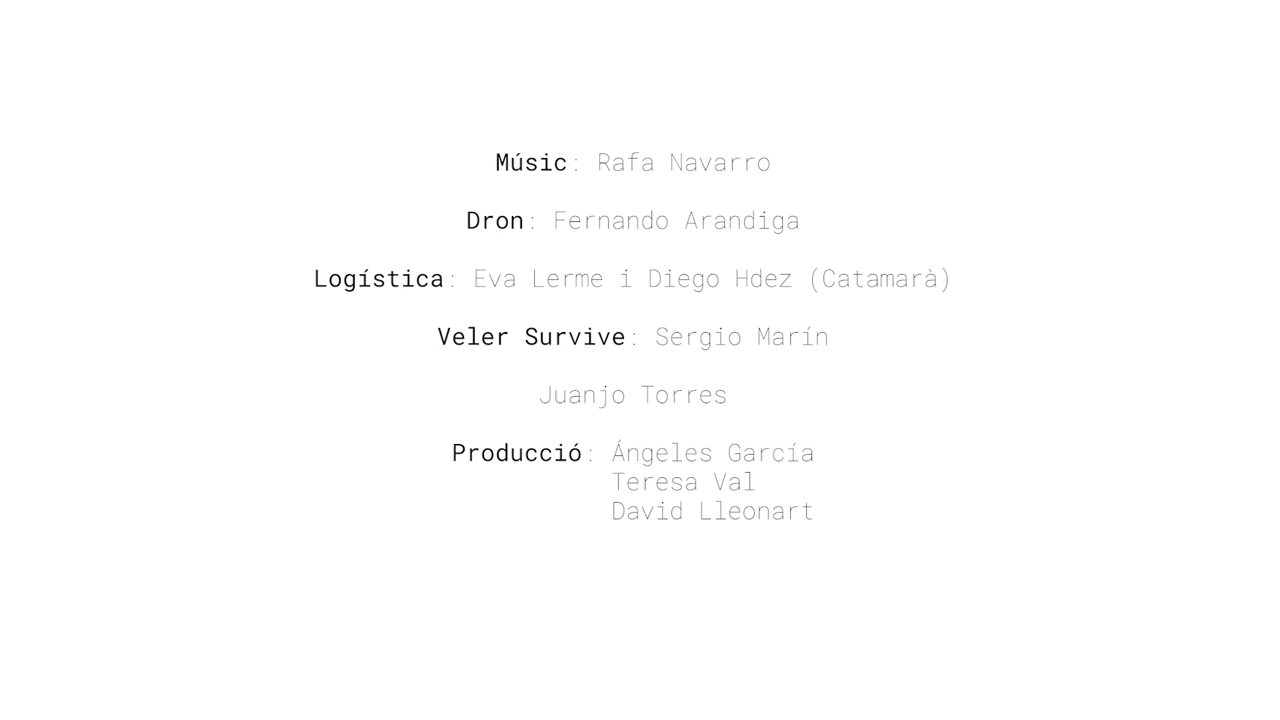 Músic: Rafa Navarro
Dron: Fernando Arandiga
Logística: Eva Lerme i Diego Hdez (Catamarà)
Veler Survive: Sergio Marín
Juanjo Torres
Producció: Ángeles García
Teresa Val
David Lleonart